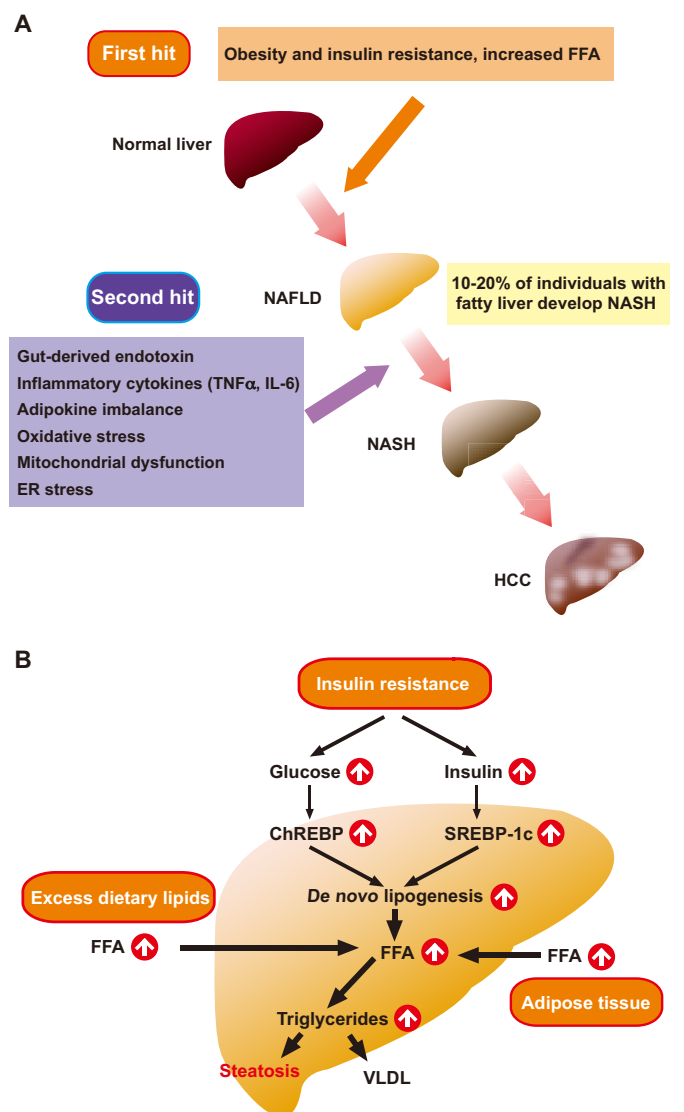 A
First hit
Obesity and insulin resistance, increased FFA
Normal liver
Second hit
NAFLD
10-20% of individuals with
fatty liver develop NASH
Gut-derived endotoxin
Inflammatory cytokines (TNFα, IL-6)
Adipokine imbalance
Oxidative stress
Mitochondrial dysfunction
ER stress
NASH
HCC
B
Insulin resistance
Glucose
Insulin
ChREBP
SREBP-1c
Excess dietary lipids
De novo lipogenesis
FFA
FFA
FFA
Adipose tissue
Triglycerides
Steatosis
VLDL